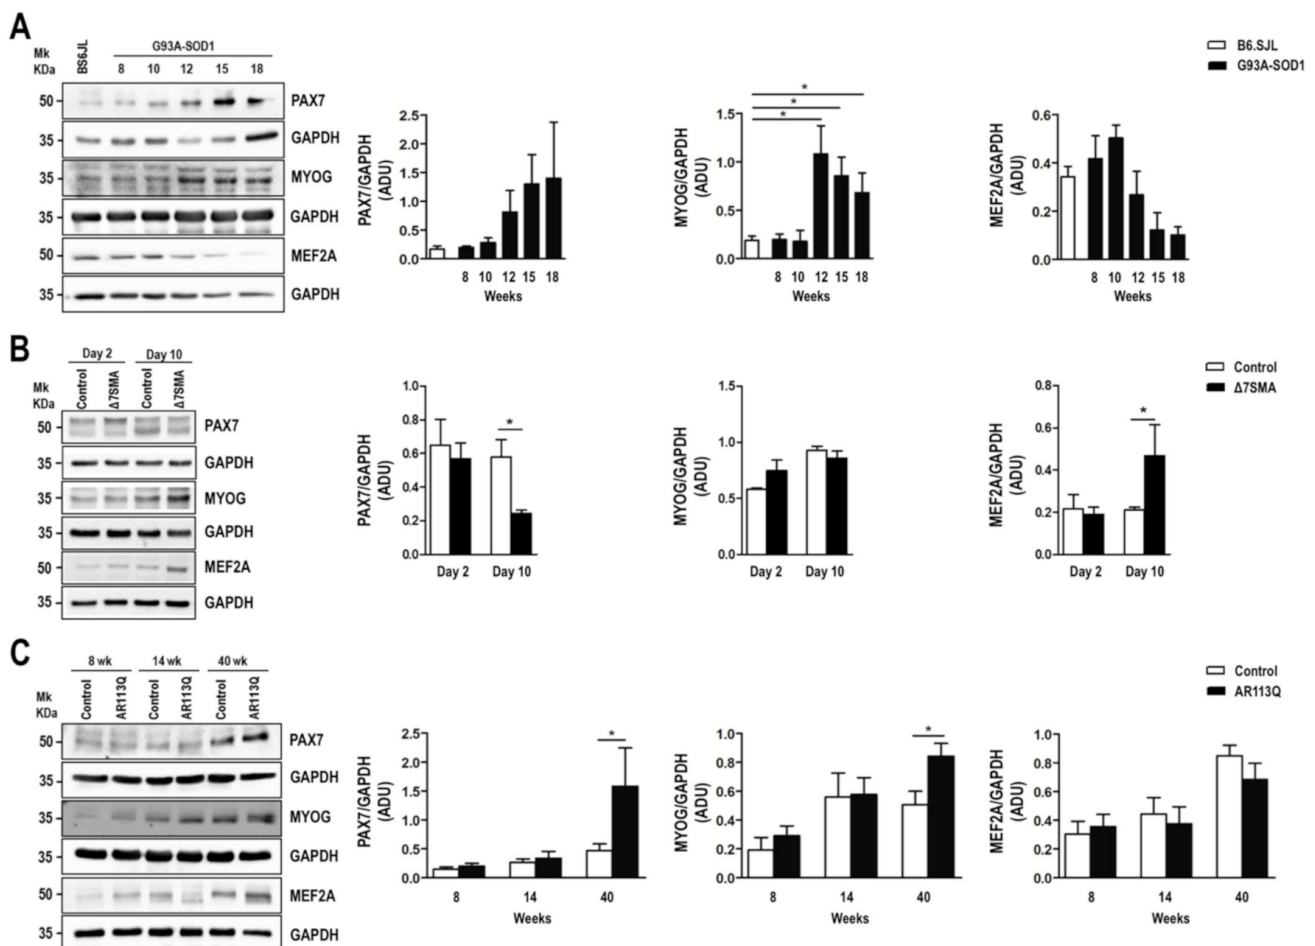 A
Mk
KDa
BS6JL
G93A-SOD1
8 10 12 15 18
50
PAX7
35
GAPDH
35
MYOG
35
GAPDH
50
MEF2A
35
GAPDH
PAX7/GAPDH
(ADU)
2.5
2.0
1.5
1.0
0.5
0.0
8 10 12 15 18
Weeks
MYOG/GAPDH
(ADU)
1.5
1.0
0.5
0.0
*
*
*
8 10 12 15 18
Weeks
MEF2A/GAPDH
(ADU)
0.6
0.4
0.2
0.0
8 10 12 15 18
Weeks
B6.SJL
G93A-SOD1
B
Mk
KDa
Day 2 Day 10
Control Δ7SMA Control Δ7SMA
50
PAX7
35
GAPDH
35
MYOG
35
GAPDH
50
MEF2A
35
GAPDH
PAX7/GAPDH
(ADU)
1.0
0.8
0.6
0.4
0.2
0.0
*
Day 2 Day 10
MYOG/GAPDH
(ADU)
1.5
1.0
0.5
0.0
Day 2 Day 10
MEF2A/GAPDH
(ADU)
0.8
0.6
0.4
0.2
0.0
*
Day 2 Day 10
Control
Δ7SMA
C
Mk
KDa
8 wk 14 wk 40 wk
Control AR113Q Control AR113Q Control AR113Q
50
PAX7
35
GAPDH
35
MYOG
35
GAPDH
50
MEF2A
35
GAPDH
PAX7/GAPDH
(ADU)
2.5
2.0
1.5
1.0
0.5
0.0
*
8 14 40
Weeks
MYOG/GAPDH
(ADU)
1.0
0.8
0.6
0.4
0.2
0.0
*
8 14 40
Weeks
MEF2A/GAPDH
(ADU)
1.0
0.8
0.6
0.4
0.2
0.0
8 14 40
Weeks
Control
AR113Q